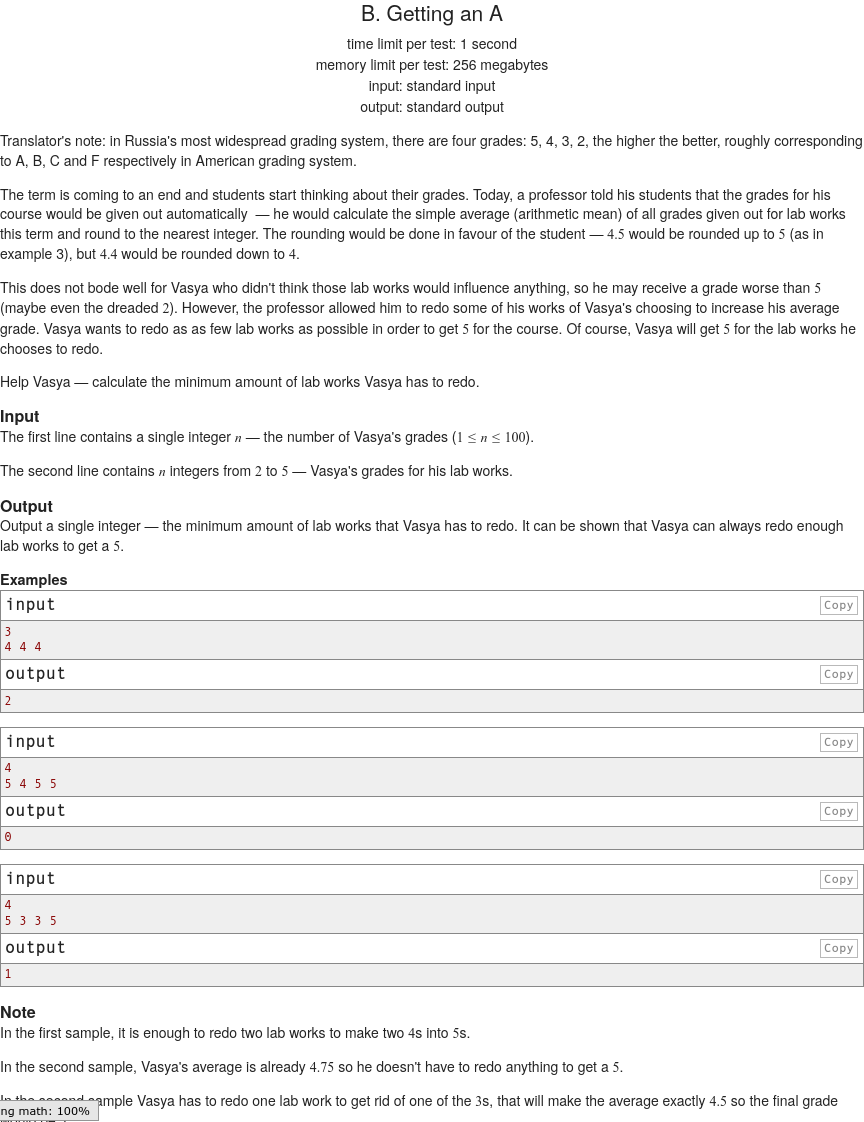 B. Getting an A
time limit per test: 1 second
memory limit per test: 256 megabytes
input: standard input
output: standard output
Translator's note: in Russia's most widespread grading system, there are four grades: 5, 4, 3, 2, the higher the better, roughly corresponding
to A, B, C and F respectively in American grading system.
The term is coming to an end and students start thinking about their grades. Today, a professor told his students that the grades for his
course would be given out automatically — he would calculate the simple average (arithmetic mean) of all grades given out for lab works
this term and round to the nearest integer. The rounding would be done in favour of the student — 4.5 would be rounded up to 5 (as in
example 3), but 4.4 would be rounded down to 4.
This does not bode well for Vasya who didn't think those lab works would influence anything, so he may receive a grade worse than 5
(maybe even the dreaded 2). However, the professor allowed him to redo some of his works of Vasya's choosing to increase his average
grade. Vasya wants to redo as as few lab works as possible in order to get 5 for the course. Of course, Vasya will get 5 for the lab works he
chooses to redo.
Help Vasya — calculate the minimum amount of lab works Vasya has to redo.
Input
The first line contains a single integer n — the number of Vasya's grades (1 ≤ n ≤ 100).
The second line contains n integers from 2 to 5 — Vasya's grades for his lab works.
Output
Output a single integer — the minimum amount of lab works that Vasya has to redo. It can be shown that Vasya can always redo enough
lab works to get a 5.
Examples
input Copy
3
4 4 4
output Copy
2
input Copy
4
5 4 5 5
output Copy
0
input Copy
4
5 3 3 5
output Copy
1
Note
In the first sample, it is enough to redo two lab works to make two 4s into 5s.
In the second sample, Vasya's average is already 4.75 so he doesn't have to redo anything to get a 5.
sample Vasya has to redo one lab work to get rid of one of the 3s, that will make the average exactly 4.5 so the final grade
ng math: 100%